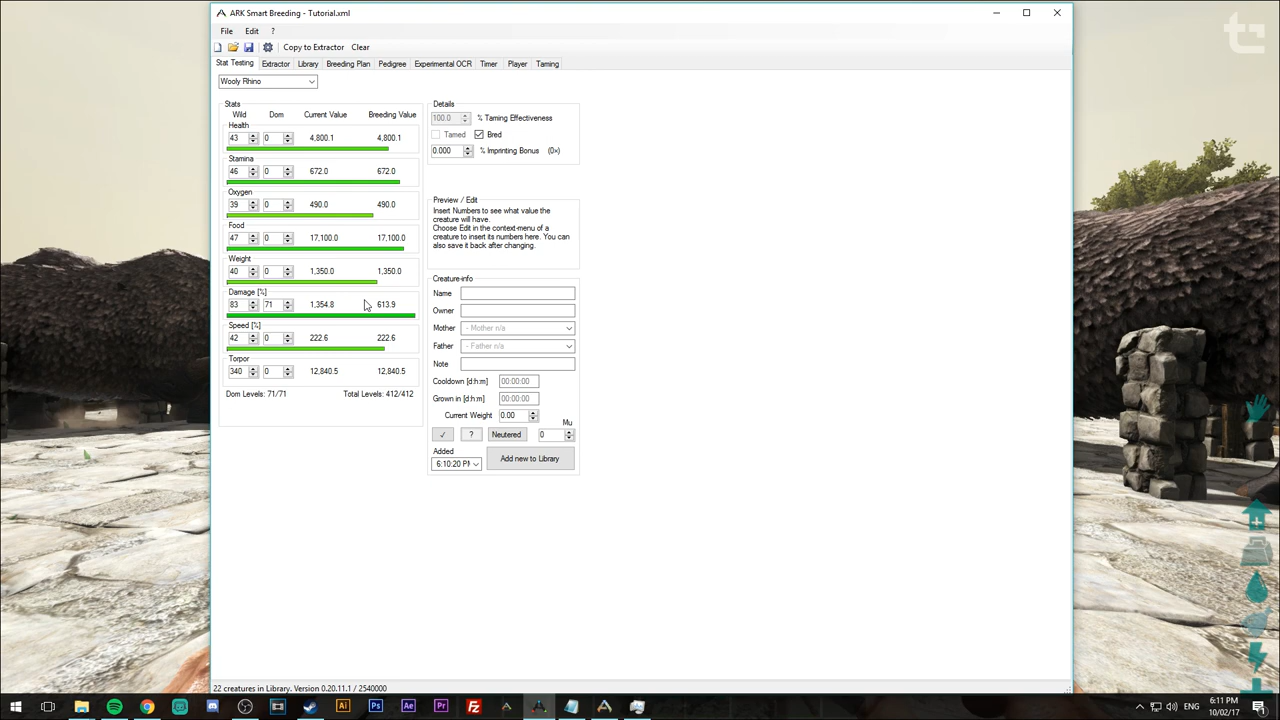 ARK Smart Breeding - Tutorial.xml
File Edit ?
Copy to Extractor Clear
Stat Testing Extractor Library Breeding Plan Pedigree Experimental OCR Timer Player Taming
Wooly Rhino
Stats
Wild Dom Current Value Breeding Value
Health
43 0 4,800.1 4,800.1
Stamina
46 0 672.0 672.0
Oxygen
39 0 490.0 490.0
Food
47 0 17,100.0 17,100.0
Weight
40 0 1,350.0 1,350.0
Damage [%]
83 71 1,354.8 613.9
Speed [%]
42 0 222.6 222.6
Torpor
340 0 12,840.5 12,840.5
Dom Levels: 71/71 Total Levels: 412/412
Details
100.0 % Taming Effectiveness
Tamed Bred
0.000 % Imprinting Bonus (0×)
Preview / Edit
Insert Numbers to see what value the
creature will have.
Choose Edit in the context-menu of a
creature to insert its numbers here. You can
also save it back after changing.
Creature-info
Name
Owner
Mother - Mother n/a
Father - Father n/a
Note
Cooldown [d:h:m] 00:00:00
Grown in [d:h:m] 00:00:00
Current Weight 0.00
Mu
✓ ? Neutered 0
Added
6:10:20 PM Add new to Library
22 creatures in Library. Version 0.20.11.1 / 2540000
tc
Ai Ps Ae Pr Fz
ENG
6:11 PM
10/02/17